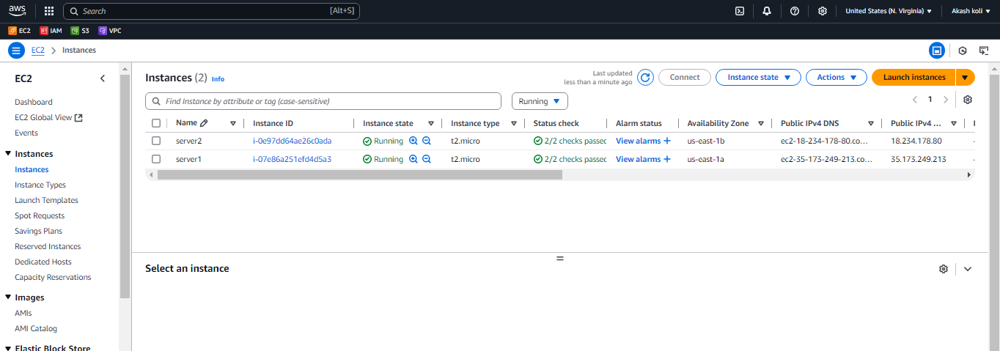 aws Search [Alt+S] United States (N. Virginia) Akash koli
EC2 IAM S3 VPC
EC2 > Instances
EC2
Dashboard
EC2 Global View
Events
Instances
Instances
Instance Types
Launch Templates
Spot Requests
Savings Plans
Reserved Instances
Dedicated Hosts
Capacity Reservations
Images
AMIs
AMI Catalog
Elastic Block Store
Instances (2) Info
Last updated
less than a minute ago
Connect Instance state Actions Launch instances
Find Instance by attribute or tag (case-sensitive) Running
1
Name Instance ID Instance state Instance type Status check Alarm status Availability Zone Public IPv4 DNS Public IPv4 ...
server2 i-0e97dd64ae26c0ada Running t2.micro 2/2 checks passed View alarms + us-east-1b ec2-18-234-178-80.co... 18.234.178.80 -
server1 i-07e86a251efd4d5a3 Running t2.micro 2/2 checks passed View alarms + us-east-1a ec2-35-173-249-213.co... 35.173.249.213 -
Select an instance